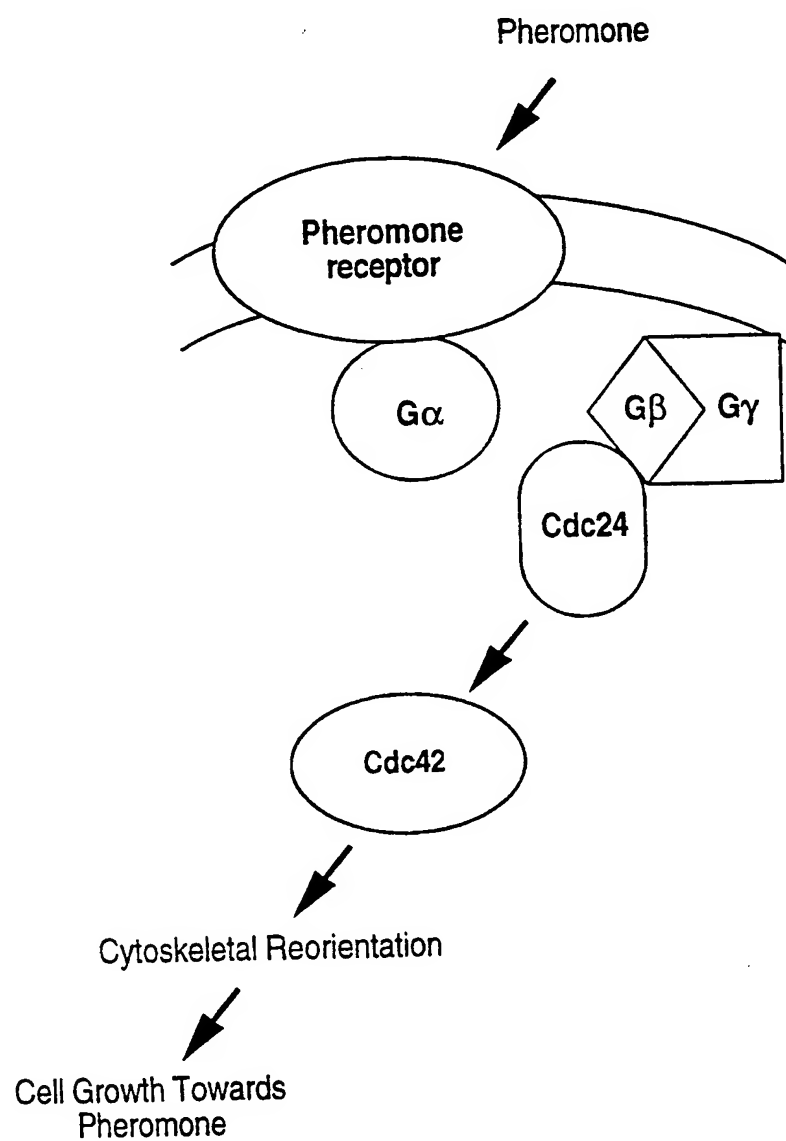 Pheromone
Pheromone
receptor
Gα
Gβ
Gγ
Cdc24
Cdc42
Cytoskeletal Reorientation
Cell Growth Towards
Pheromone